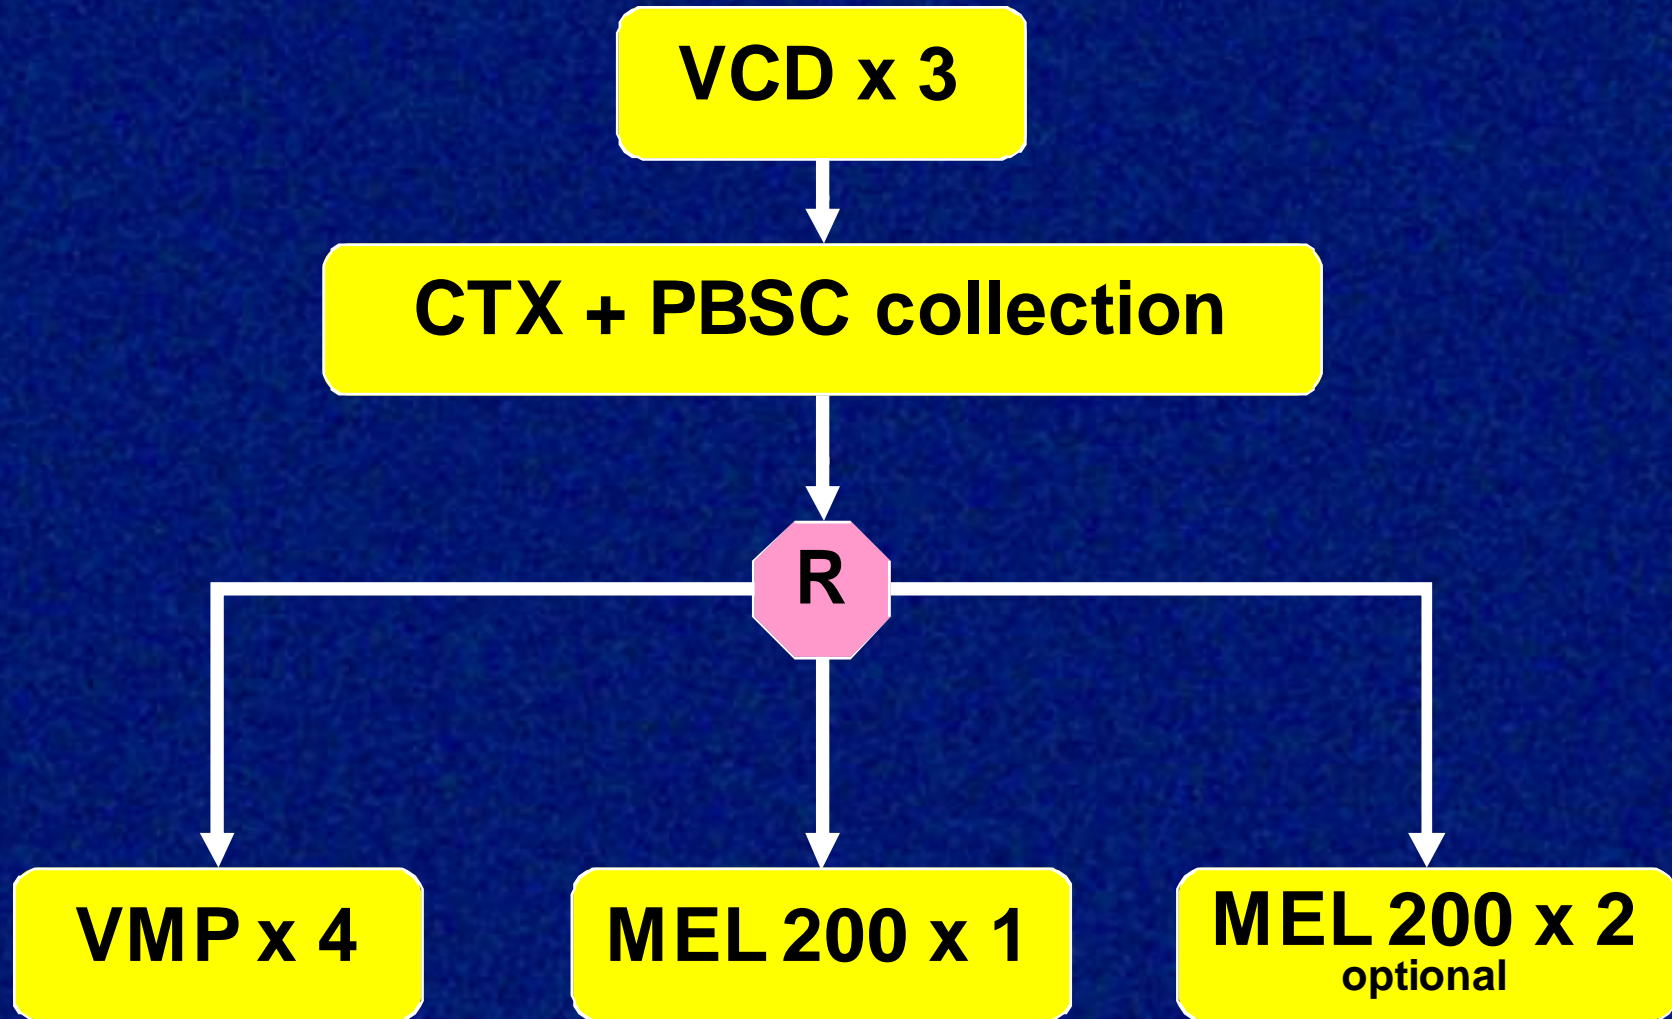 VCD x 3
CTX + PBSC collection
R
VMP x 4
MEL 200 x 1
MEL 200 x 2
optional